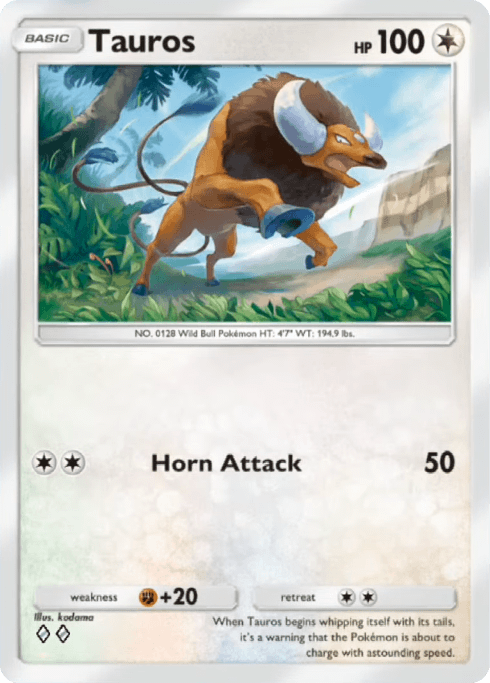 BASIC Tauros HP 100
NO. 0128 Wild Bull Pokémon HT: 4'7" WT: 194.9 lbs.
Horn Attack 50
weakness +20 retreat
Illus. kodama
When Tauros begins whipping itself with its tails,
it's a warning that the Pokémon is about to
charge with astounding speed.